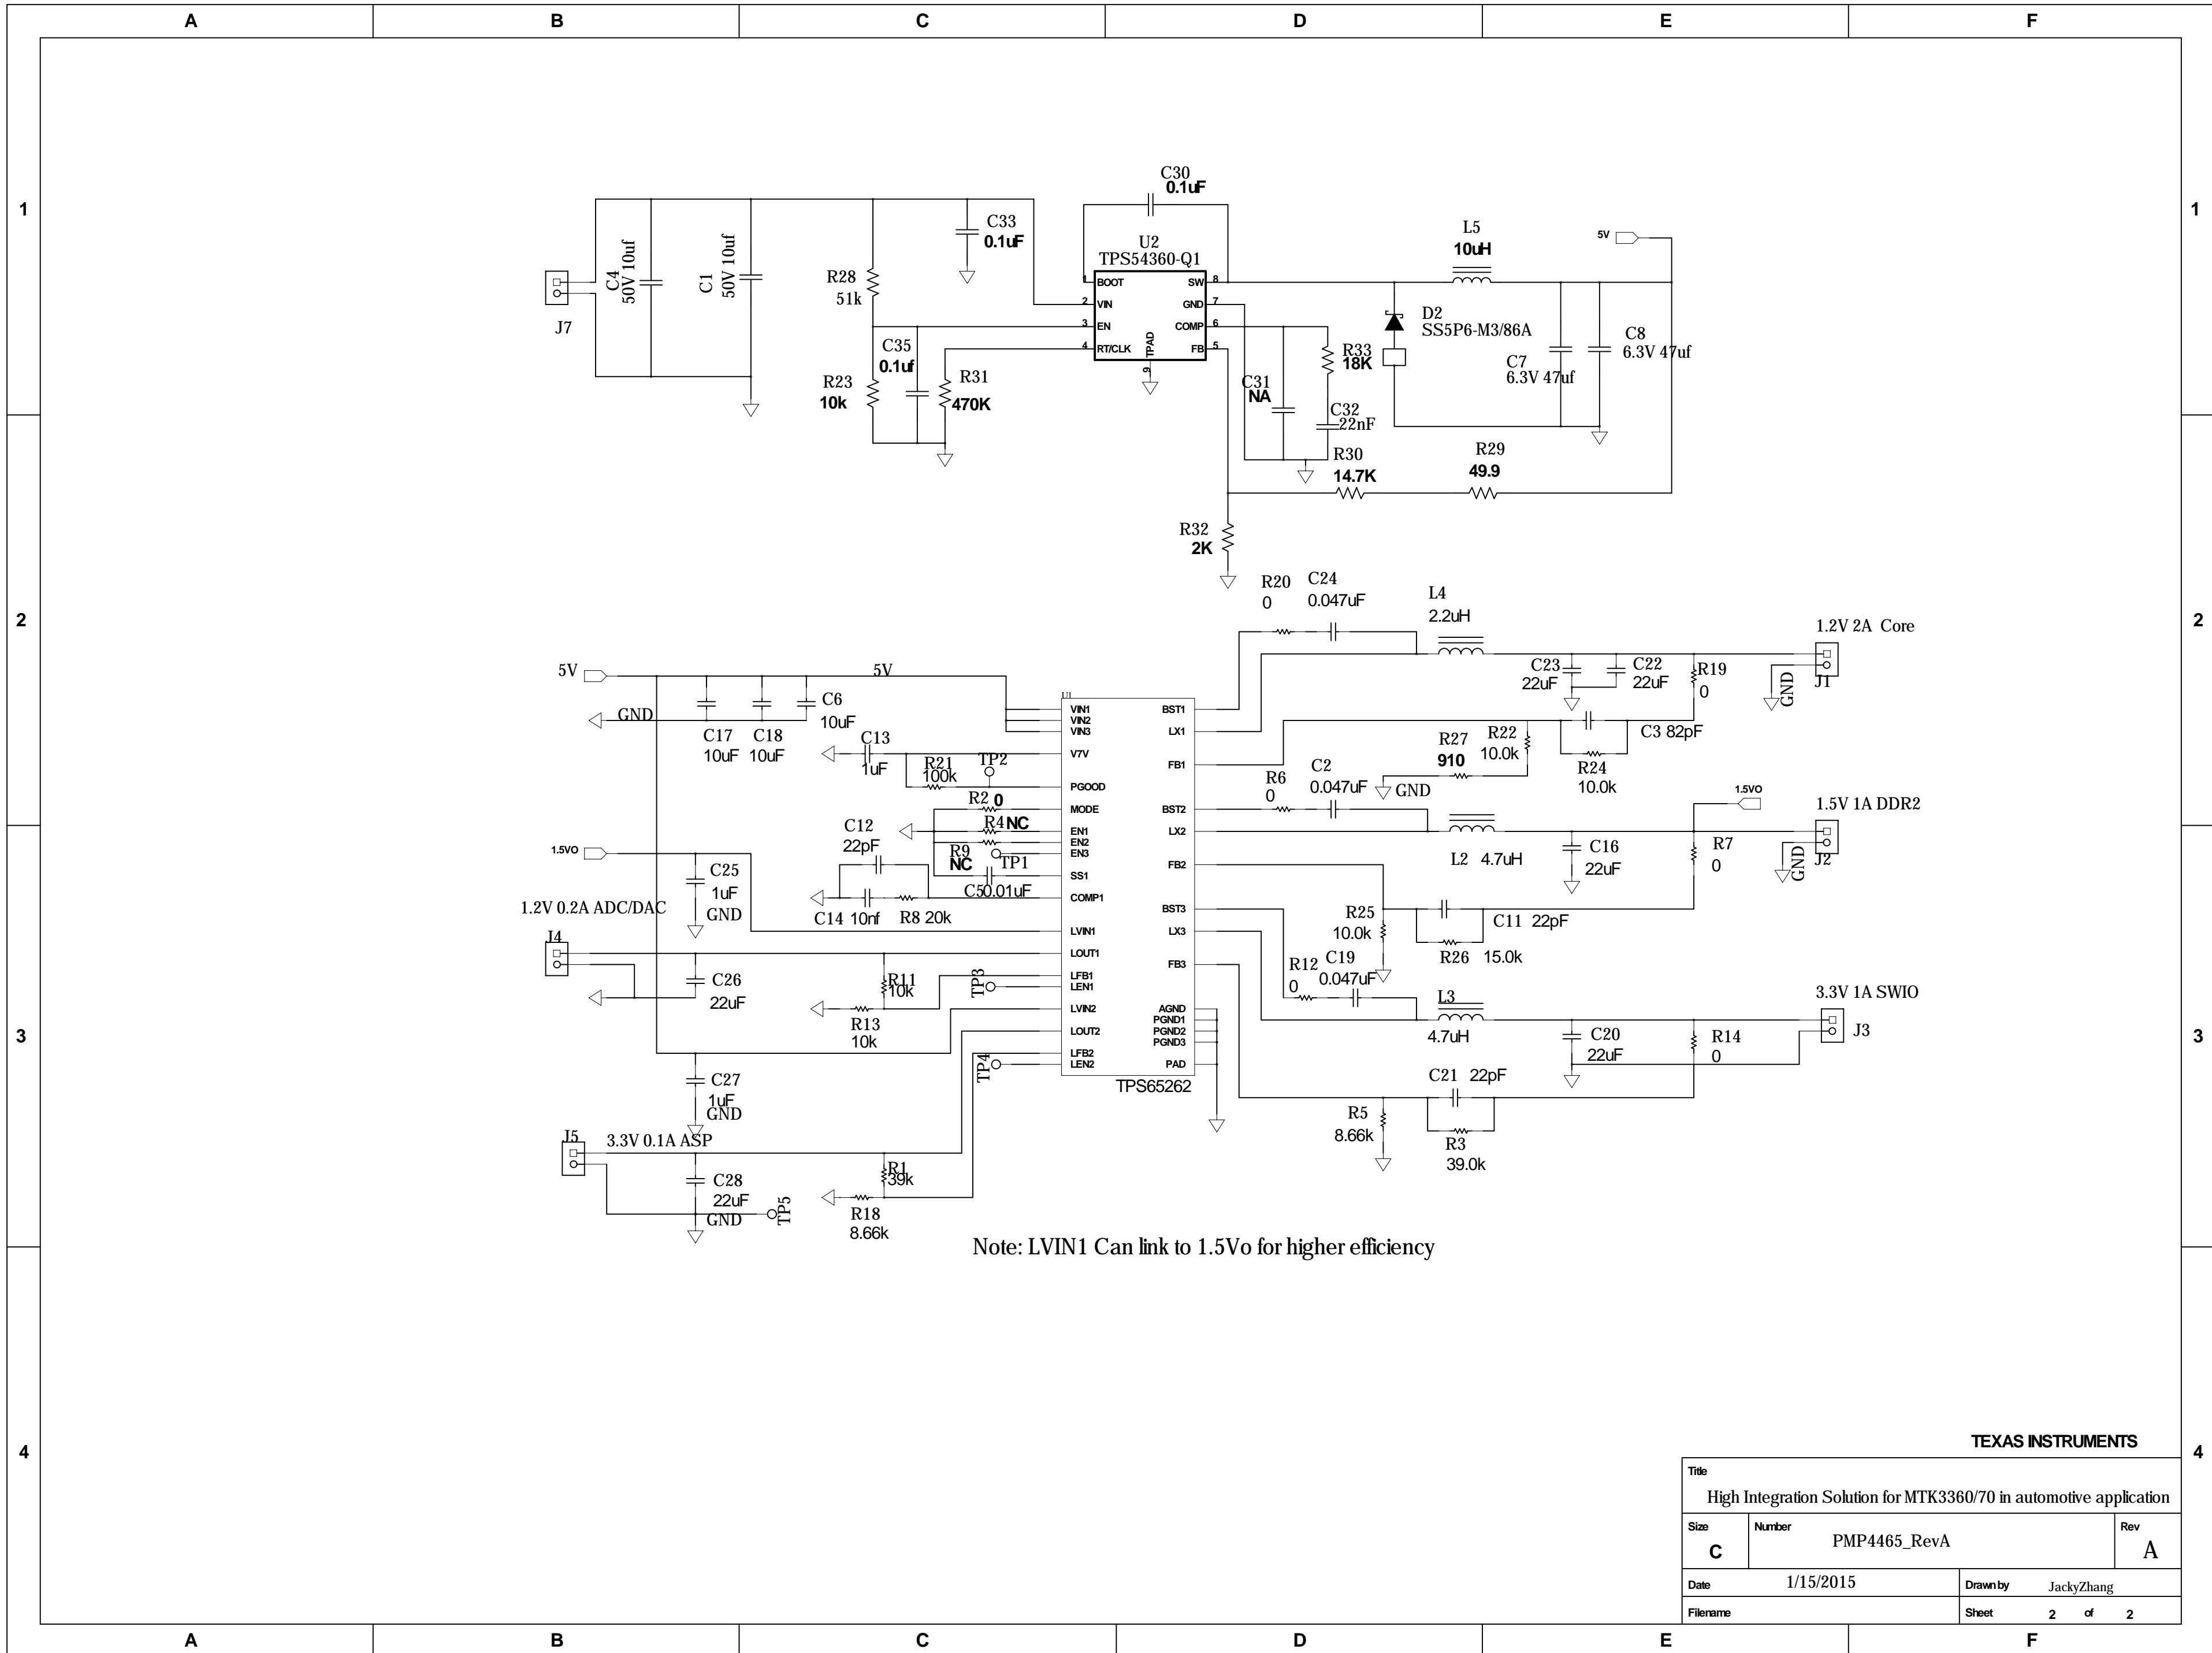 A B C D E F
1
1
C30
0.1uF
C33
0.1uF
U2
TPS54360-Q1
L5
10uH
5V
C4
50V 10uf
C1
50V 10uf
R28
51k
1 BOOT
2 VIN
3 EN
4 RT/CLK
TPAD
9
SW 8
GND 7
COMP 6
FB 5
J7
D2
SS5P6-M3/86A
C8
6.3V 47uf
C7
6.3V 47uf
C35
0.1uf
R33
18K
R23
10k
R31
470K
C31
NA
C32
22nF
R30
14.7K
R29
49.9
R32
2K
2
2
R20
0
C24
0.047uF
L4
2.2uH
1.2V 2A Core
5V
5V
C23
22uF
C22
22uF
R19
0
GND
J1
GND
C6
10uF
C17
10uF
C18
10uF
C13
1uF
R21
100k
TP2
R2 0
R4 NC
R9
NC
TP1
C5 0.01uF
C12
22pF
C14 10nf
R8 20k
U1
VIN1
VIN2
VIN3
V7V
PGOOD
MODE
EN1
EN2
EN3
SS1
COMP1
LVIN1
LOUT1
LFB1
LEN1
LVIN2
LOUT2
LFB2
LEN2
BST1
LX1
FB1
BST2
LX2
FB2
BST3
LX3
FB3
AGND
PGND1
PGND2
PGND3
PAD
TPS65262
R27
910
R22
10.0k
C3 82pF
R24
10.0k
GND
R6
0
C2
0.047uF
1.5VO
1.5V 1A DDR2
L2 4.7uH
C16
22uF
R7
0
GND
J2
1.5VO
C25
1uF
GND
1.2V 0.2A ADC/DAC
J4
R25
10.0k
C11 22pF
R26 15.0k
C26
22uF
R11
10k
TP3
R13
10k
R12
0
C19
0.047uF
L3
4.7uH
3.3V 1A SWIO
C20
22uF
R14
0
J3
3
3
TP4
C27
1uF
GND
C21 22pF
R5
8.66k
R3
39.0k
J5
3.3V 0.1A ASP
C28
22uF
GND
TP5
R1
39k
R18
8.66k
Note: LVIN1 Can link to 1.5Vo for higher efficiency
4
4
TEXAS INSTRUMENTS
Title
High Integration Solution for MTK3360/70 in automotive application
Size
C
Number
PMP4465_RevA
Rev
A
Date 1/15/2015
Drawn by JackyZhang
Filename
Sheet 2 of 2
A B C D E F